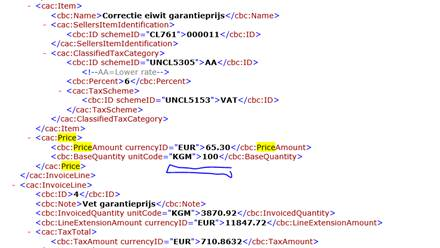 - <cac:Item>
<cbc:Name>Correctie eiwit garantieprijs</cbc:Name>
- <cac:SellersItemIdentification>
<cbc:ID schemeID="CL761">000011</cbc:ID>
</cac:SellersItemIdentification>
- <cac:ClassifiedTaxCategory>
<cbc:ID schemeID="UNCL5305">AA</cbc:ID>
<!--AA=Lower rate-->
<cbc:Percent>6</cbc:Percent>
- <cac:TaxScheme>
<cbc:ID schemeID="UNCL5153">VAT</cbc:ID>
</cac:TaxScheme>
</cac:ClassifiedTaxCategory>
</cac:Item>
- <cac:Price>
<cbc:PriceAmount currencyID="EUR">65.30</cbc:PriceAmount>
<cbc:BaseQuantity unitCode="KGM">100</cbc:BaseQuantity>
</cac:Price>
</cac:InvoiceLine>
- <cac:InvoiceLine>
<cbc:ID>4</cbc:ID>
<cbc:Note>Vet garantieprijs</cbc:Note>
<cbc:InvoicedQuantity unitCode="KGM">3870.92</cbc:InvoicedQuantity>
<cbc:LineExtensionAmount currencyID="EUR">11847.72</cbc:LineExtensionAmount>
- <cac:TaxTotal>
<cbc:TaxAmount currencyID="EUR">710.8632</cbc:TaxAmount>